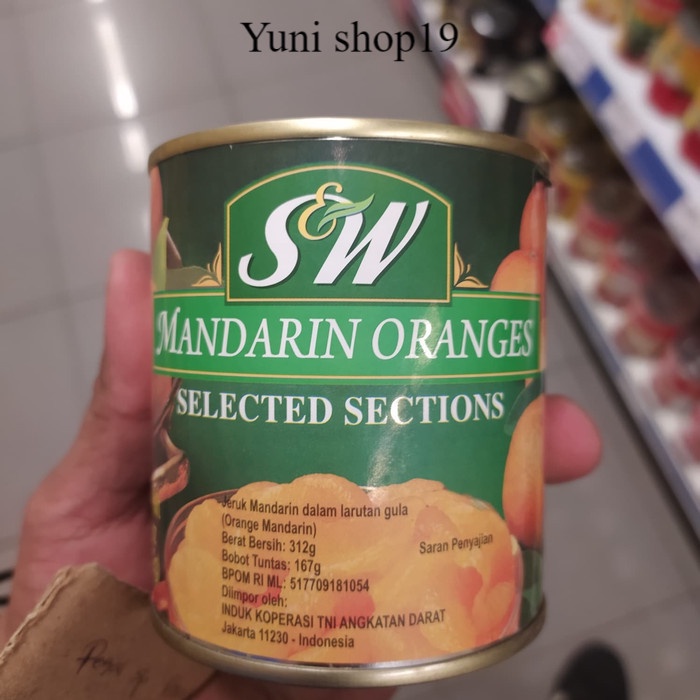 Yuni shop19
S&W
MANDARIN ORANGES
SELECTED SECTIONS
Jeruk Mandarin dalam larutan gula
(Orange Mandarin)
Berat Bersih: 312g
Bobot Tuntas: 167g
Saran Penyajian
BPOM RI ML: 517709181054
Diimpor oleh:
INDUK KOPERASI TNI ANGKATAN DARAT
Jakarta 11230 - Indonesia